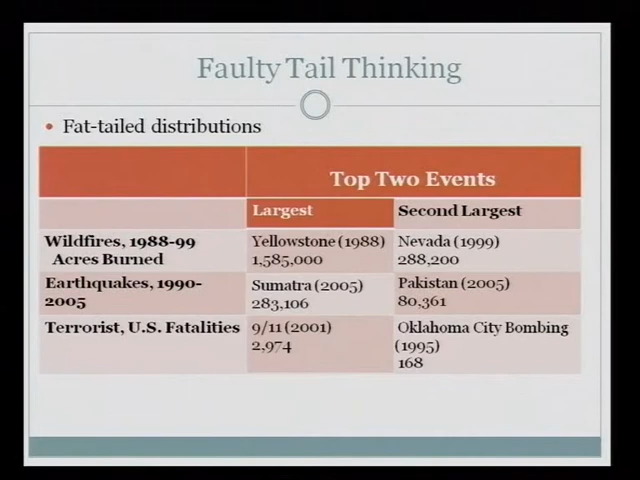 Faulty Tail Thinking
• Fat-tailed distributions
Top Two Events
Largest
Second Largest
Wildfires, 1988-99
Acres Burned
Yellowstone (1988)
1,585,000
Nevada (1999)
288,200
Earthquakes, 1990-
2005
Sumatra (2005)
283,106
Pakistan (2005)
80,361
Terrorist, U.S. Fatalities
9/11 (2001)
2,974
Oklahoma City Bombing
(1995)
168